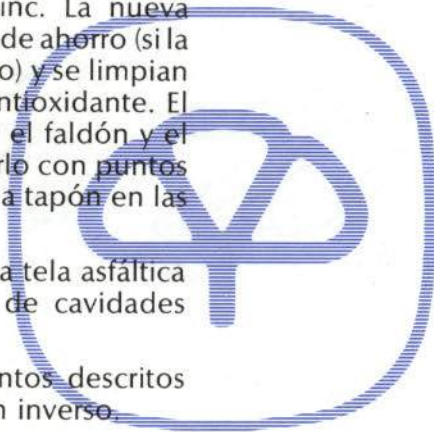 inc. La nueva
de ahorro (si la
o) y se limpian
ntioxidante. El
el faldón y el
rlo con puntos
a tapón en las
a tela asfáltica
de cavidades
ntos descritos
n inverso.